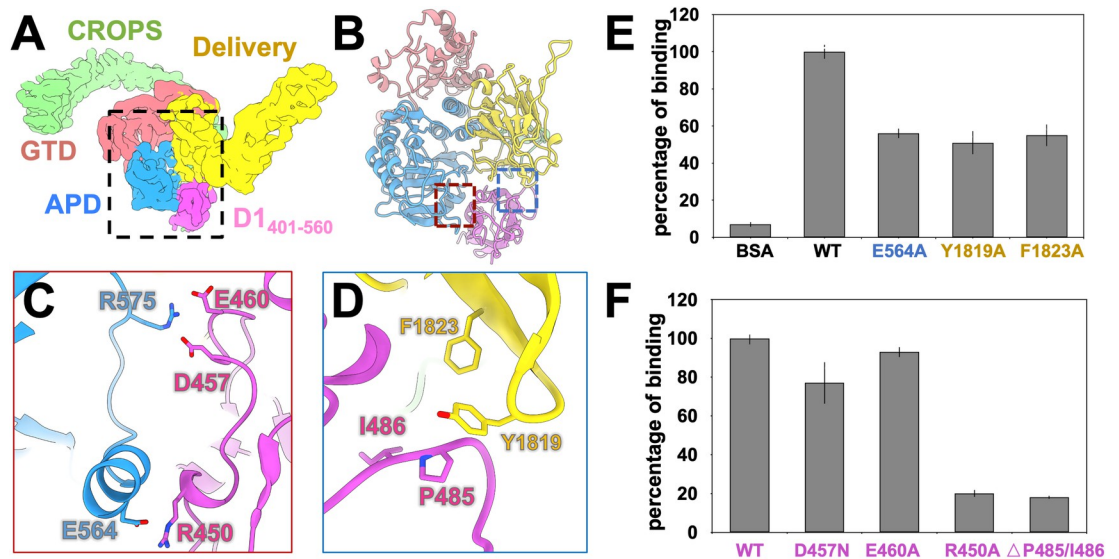 A
CROPS
Delivery
GTD
APD
D1401-560
B
C
R575
E460
D457
E564
R450
D
F1823
I486
Y1819
P485
E
percentage of binding
120
100
80
60
40
20
0
BSA WT E564A Y1819A F1823A
F
percentage of binding
120
100
80
60
40
20
0
WT D457N E460A R450A △P485/I486